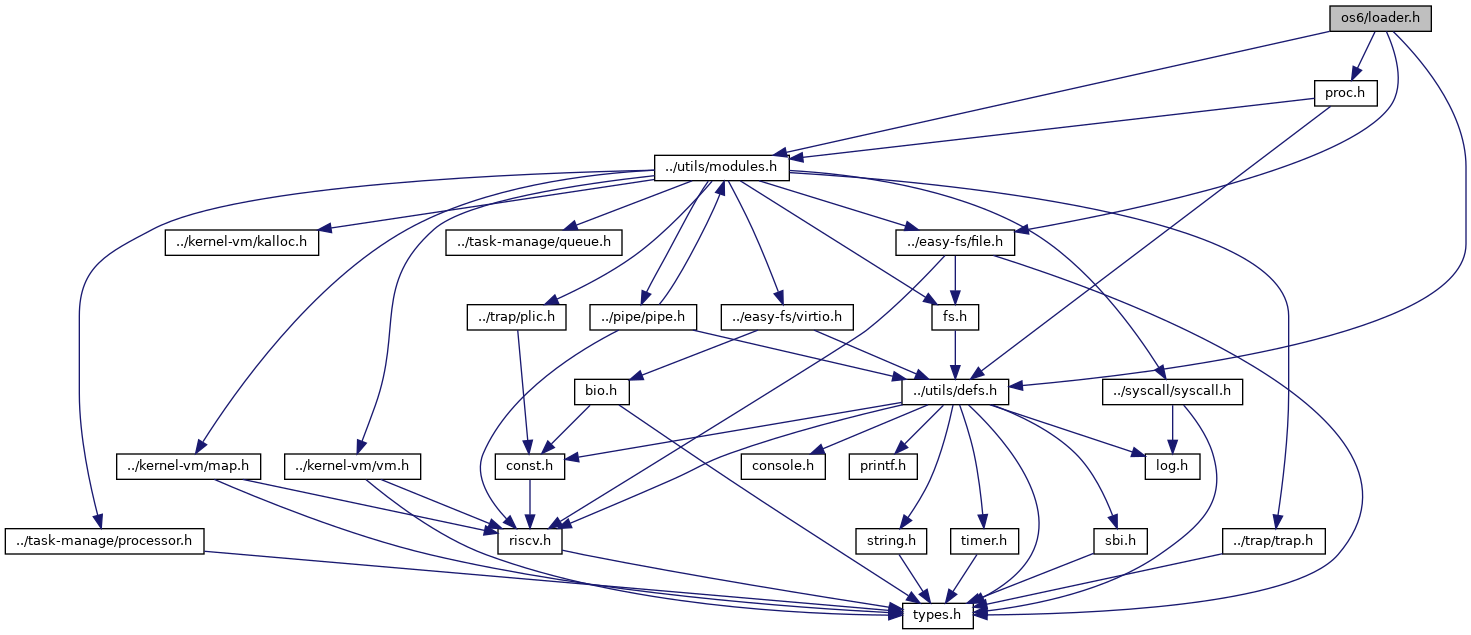 os6/loader.h
proc.h
../utils/modules.h
../kernel-vm/kalloc.h
../task-manage/queue.h
../easy-fs/file.h
../trap/plic.h
../pipe/pipe.h
../easy-fs/virtio.h
fs.h
bio.h
../utils/defs.h
../syscall/syscall.h
../kernel-vm/map.h
../kernel-vm/vm.h
const.h
console.h
printf.h
log.h
../task-manage/processor.h
riscv.h
string.h
timer.h
sbi.h
../trap/trap.h
types.h